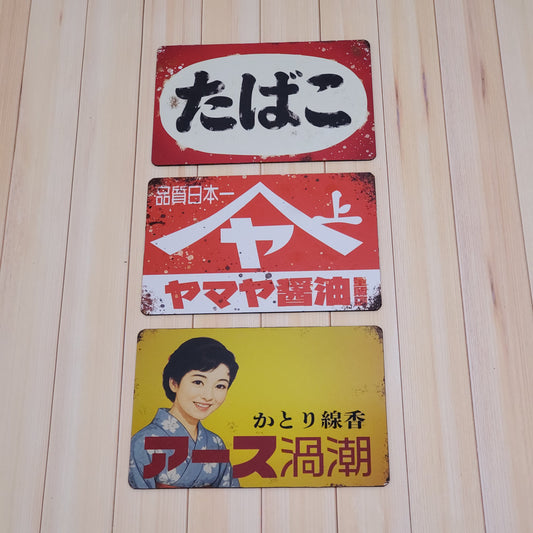 たばこ
品質日本一
上
ヤ
ヤマヤ醤油
かとり線香
アース渦潮